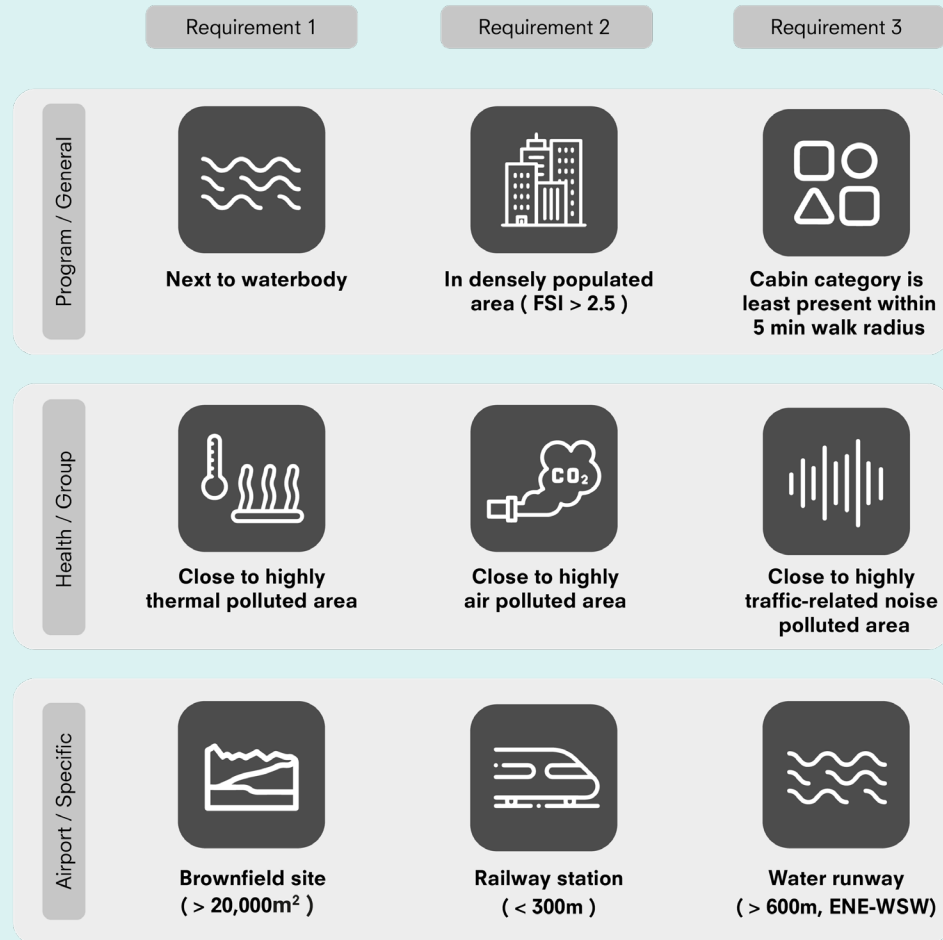 Requirement 1
Requirement 2
Requirement 3
Program / General
Next to waterbody
In densely populated
area ( FSI > 2.5 )
Cabin category is
least present within
5 min walk radius
Health / Group
CO₂
Close to highly
thermal polluted area
Close to highly
air polluted area
Close to highly
traffic-related noise
polluted area
Airport / Specific
Brownfield site
( > 20,000m² )
Railway station
( < 300m )
Water runway
( > 600m, ENE-WSW)